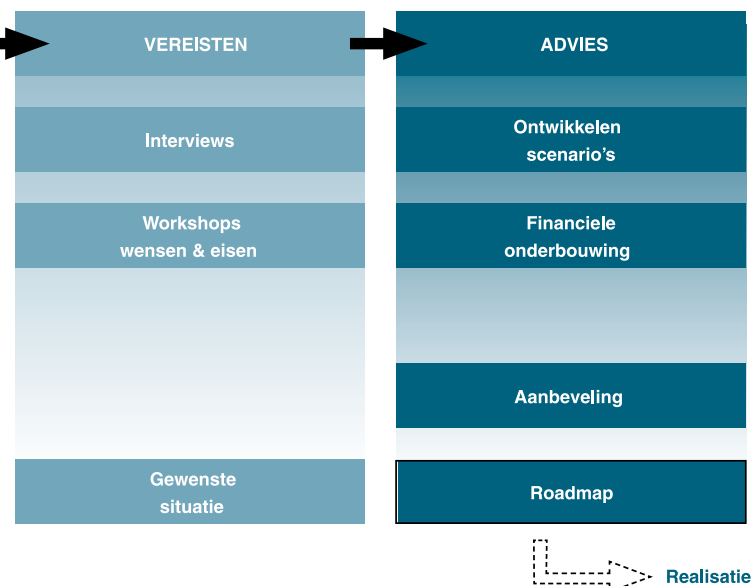 VEREISTEN
Interviews
Workshops
wensen & eisen
Gewenste
situatie
ADVIES
Ontwikkelen
scenario's
Financiele
onderbouwing
Aanbeveling
Roadmap
Realisatie